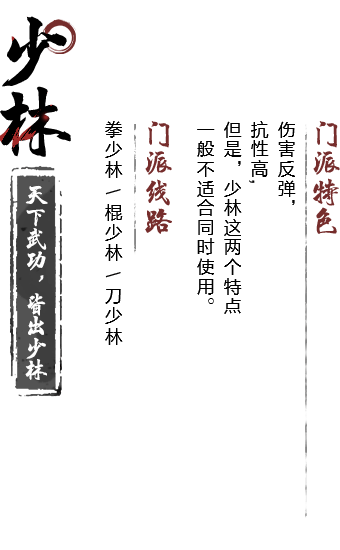 门派特色
伤害反弹，
抗性高，
但是，少林这两个特点
一般不适合同时使用。
门派线路
拳少林/棍少林/刀少林
少林
天下武功，皆出少林